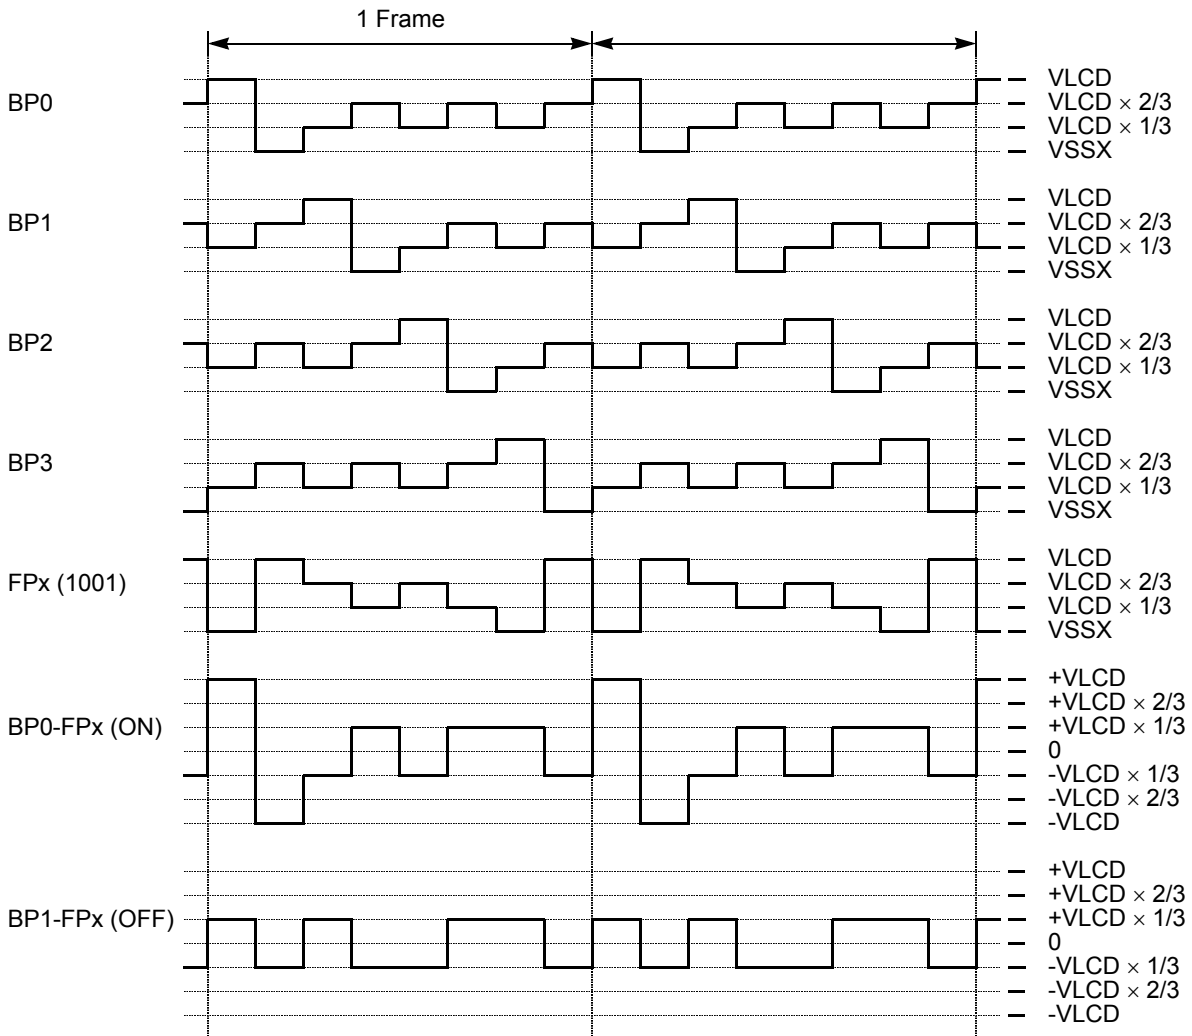 1 Frame
BP0
VLCD
VLCD × 2/3
VLCD × 1/3
VSSX
BP1
VLCD
VLCD × 2/3
VLCD × 1/3
VSSX
BP2
VLCD
VLCD × 2/3
VLCD × 1/3
VSSX
BP3
VLCD
VLCD × 2/3
VLCD × 1/3
VSSX
FPx (1001)
VLCD
VLCD × 2/3
VLCD × 1/3
VSSX
BP0-FPx (ON)
+VLCD
+VLCD × 2/3
+VLCD × 1/3
0
-VLCD × 1/3
-VLCD × 2/3
-VLCD
BP1-FPx (OFF)
+VLCD
+VLCD × 2/3
+VLCD × 1/3
0
-VLCD × 1/3
-VLCD × 2/3
-VLCD